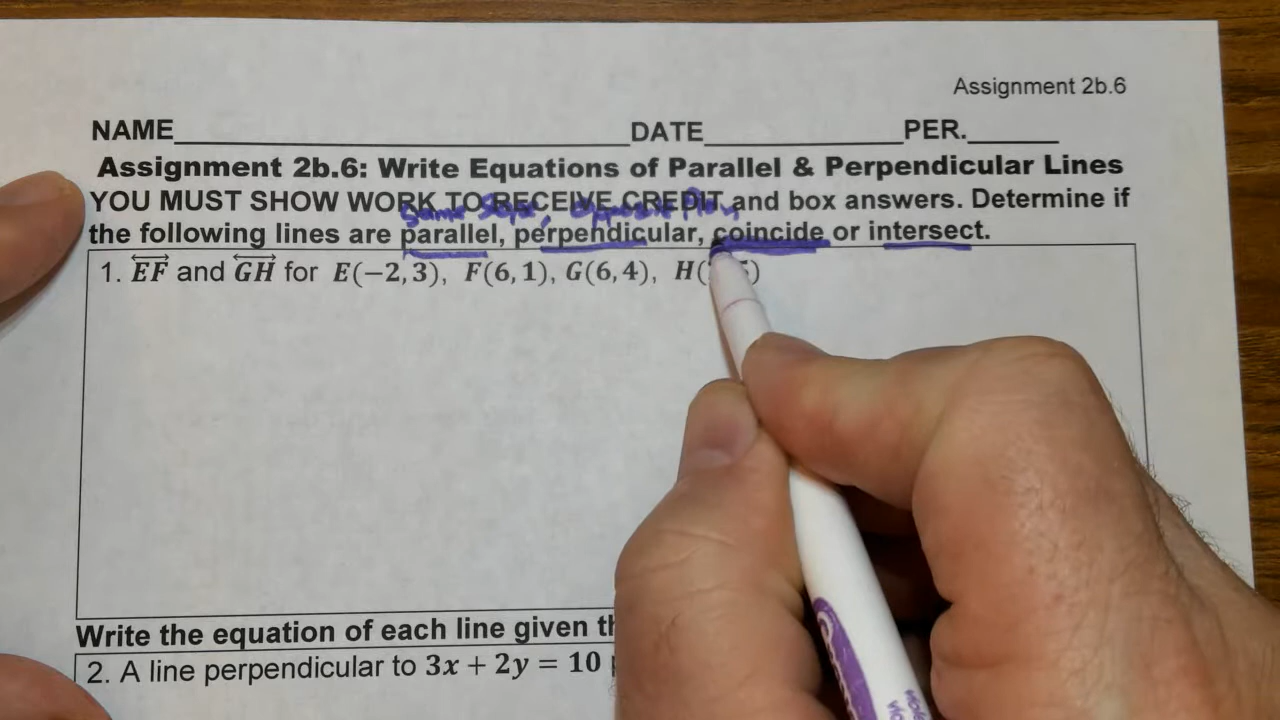 Assignment 2b.6
NAME DATE PER.
Assignment 2b.6: Write Equations of Parallel & Perpendicular Lines
YOU MUST SHOW WORK TO RECEIVE CREDIT and box answers. Determine if
Same
the following lines are parallel, perpendicular, coincide or intersect.
1. EF and GH for E(−2,3), F(6,1), G(6,4), H(
Write the equation of each line given
2. A line perpendicular to 3x + 2y = 10